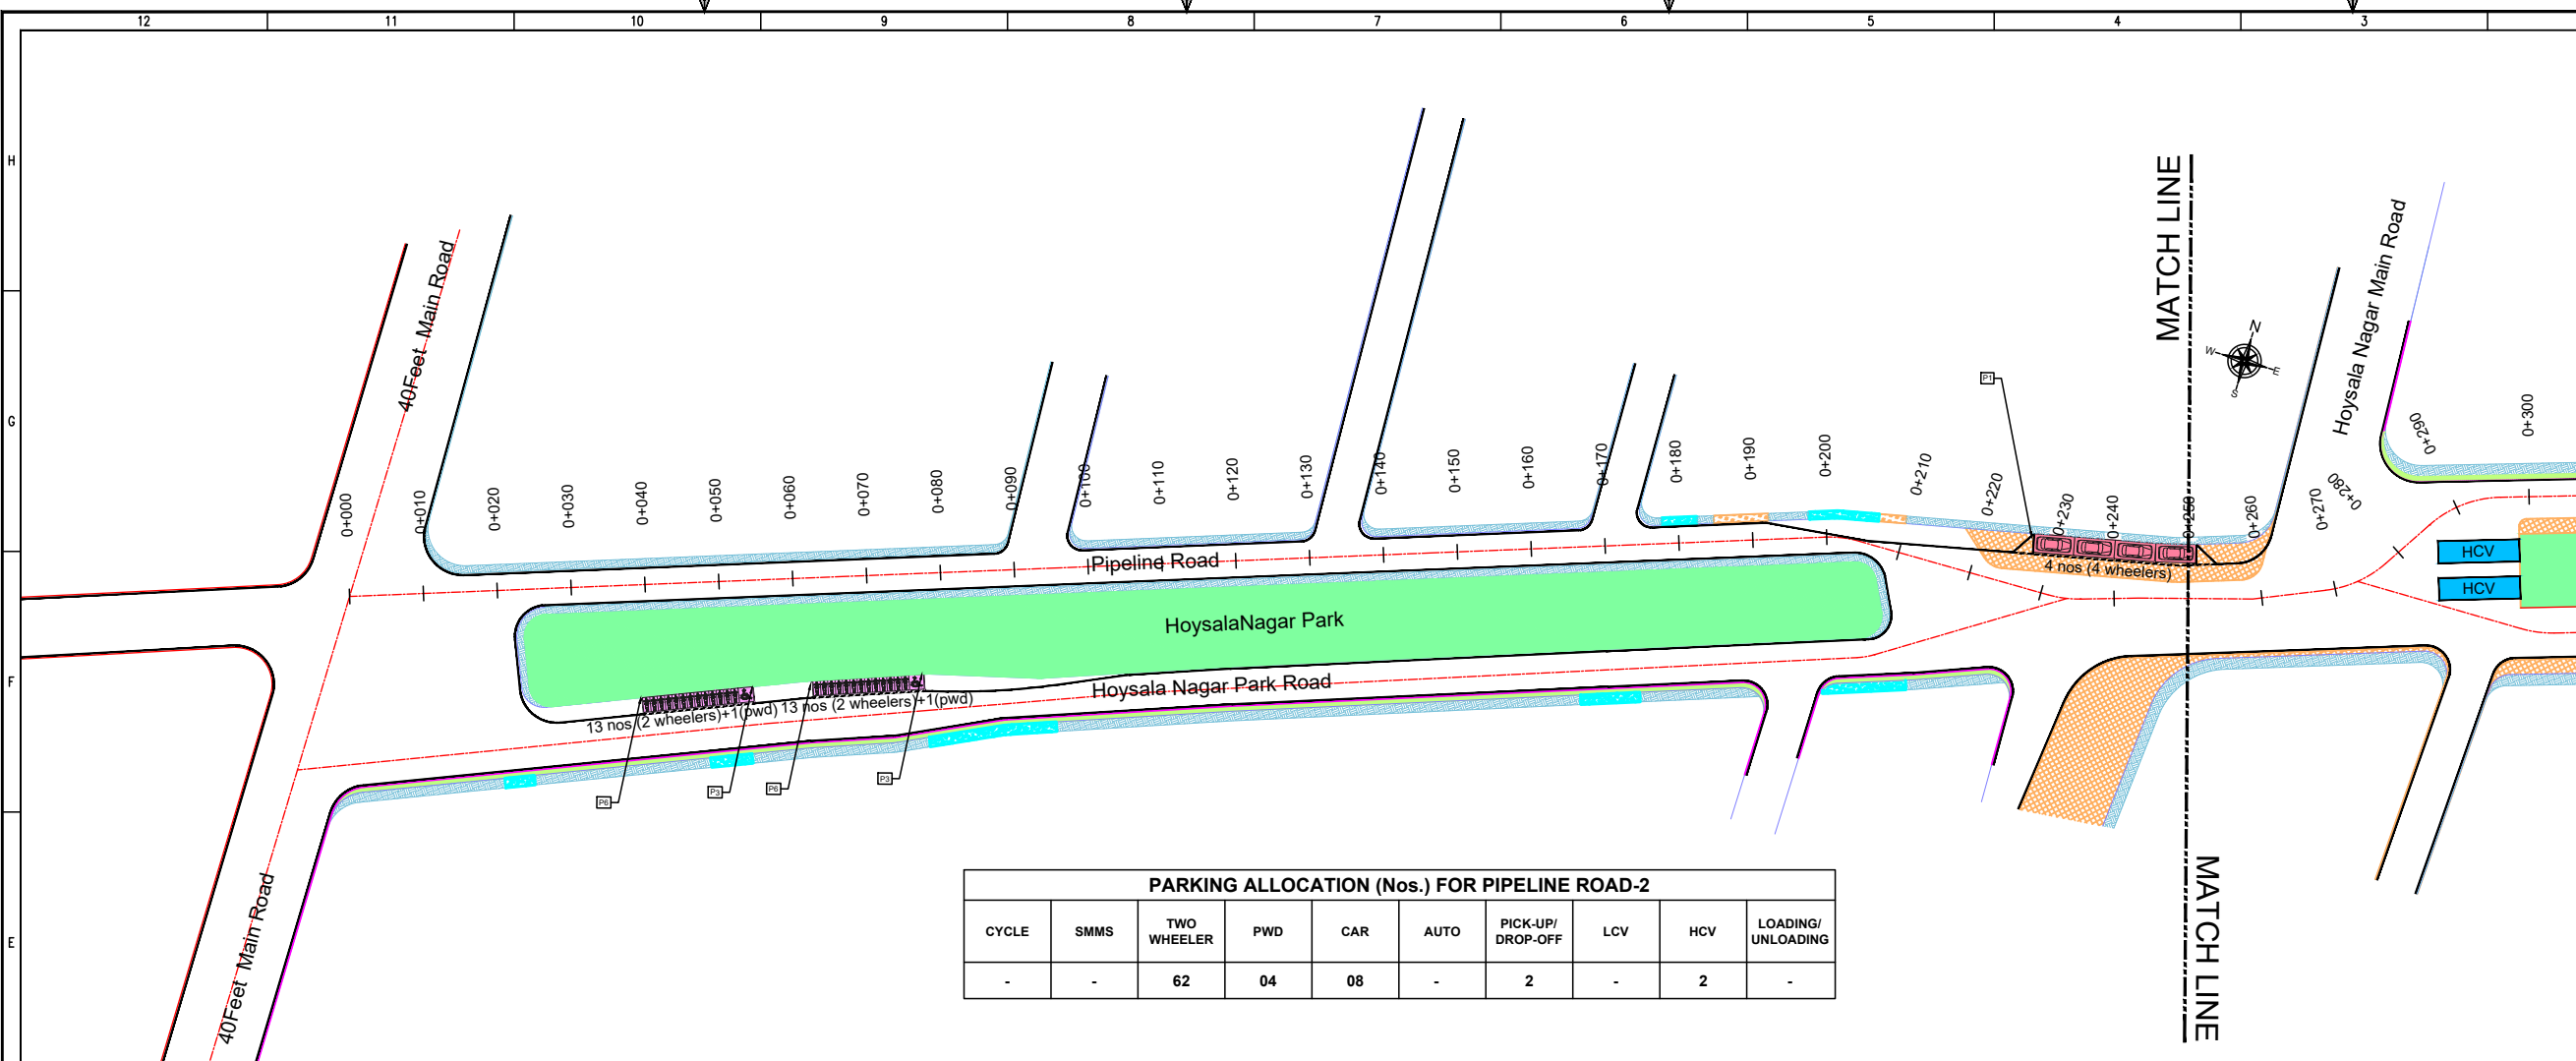 12 11 10 9 8 7 6 5 4 3
H
G
F
E
MATCH LINE
Hoysala Nagar Main Road
40Feet Main Road
N
W
E
S
P1
0+000
0+010
0+020
0+030
0+040
0+050
0+060
0+070
0+080
0+090
0+100
0+110
0+120
0+130
0+140
0+150
0+160
0+170
0+180
0+190
0+200
0+210
0+220
0+230
0+240
0+250
0+260
0+270
0+280
0+290
0+300
Pipeline Road
4 nos (4 wheelers)
HCV
HCV
HoysalaNagar Park
Hoysala Nagar Park Road
13 nos (2 wheelers)+1(pwd)
13 nos (2 wheelers)+1(pwd)
P6
P3
P6
P3
40Feet Main Road
MATCH LINE
PARKING ALLOCATION (Nos.) FOR PIPELINE ROAD-2
CYCLE SMMS TWO WHEELER PWD CAR AUTO PICK-UP/ DROP-OFF LCV HCV LOADING/ UNLOADING
- - 62 04 08 - 2 - 2 -